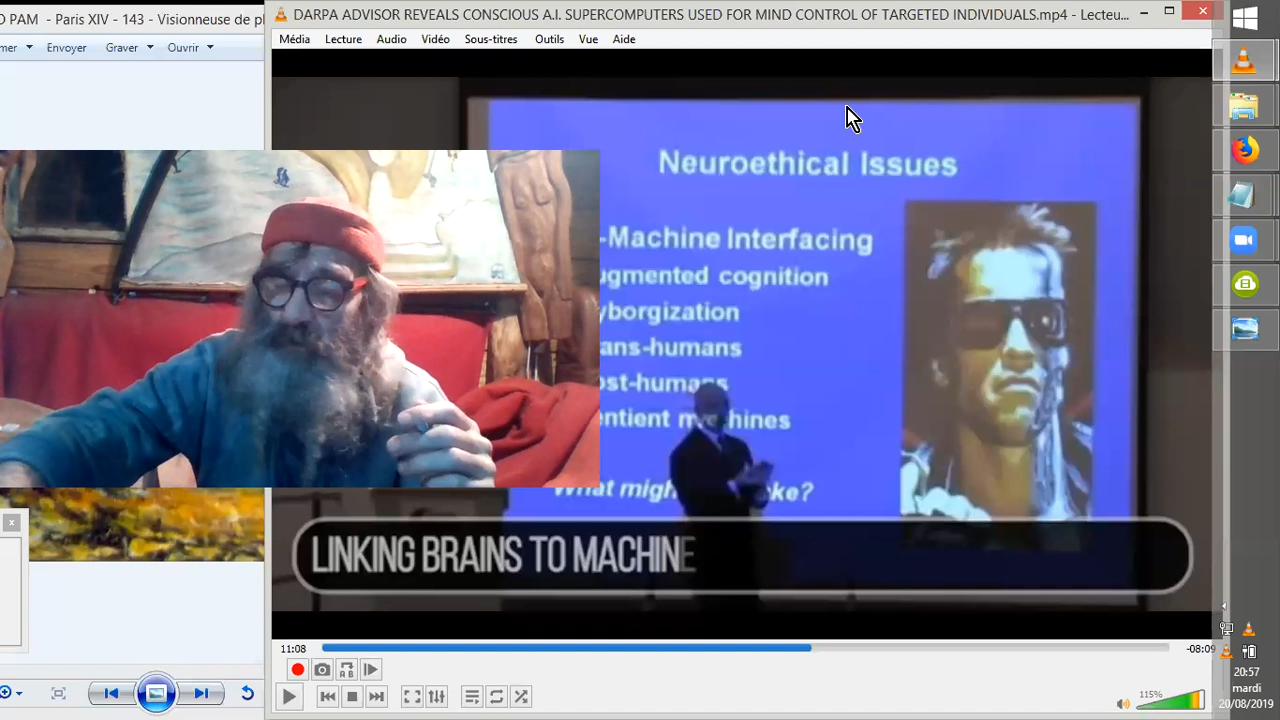 O PAM - Paris XIV - 143 - Visionneuse de pl
DARPA ADVISOR REVEALS CONSCIOUS A.I. SUPERCOMPUTERS USED FOR MIND CONTROL OF TARGETED INDIVIDUALS.mp4 - Lecteu...
mer Envoyer Graver Ouvrir
Média Lecture Audio Vidéo Sous-titres Outils Vue Aide
Neuroethical Issues
-Machine Interfacing
ugmented cognition
yborgization
ans-humans
ost-humans
entient machines
What migh ke?
LINKING BRAINS TO MACHINE
11:08
-08:09
115%
20:57
mardi
20/08/2019